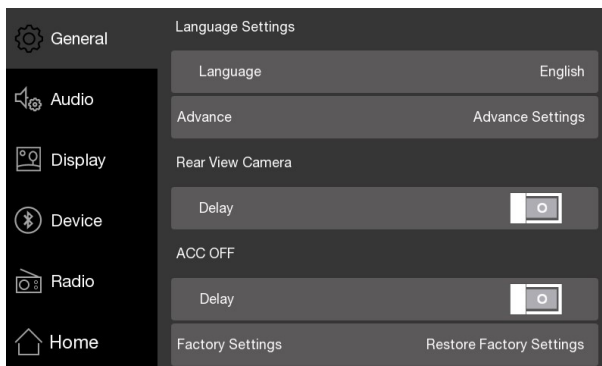 General
Audio
Display
Device
Radio
Home
Language Settings
Language English
Advance Advance Settings
Rear View Camera
Delay O
ACC OFF
Delay O
Factory Settings Restore Factory Settings